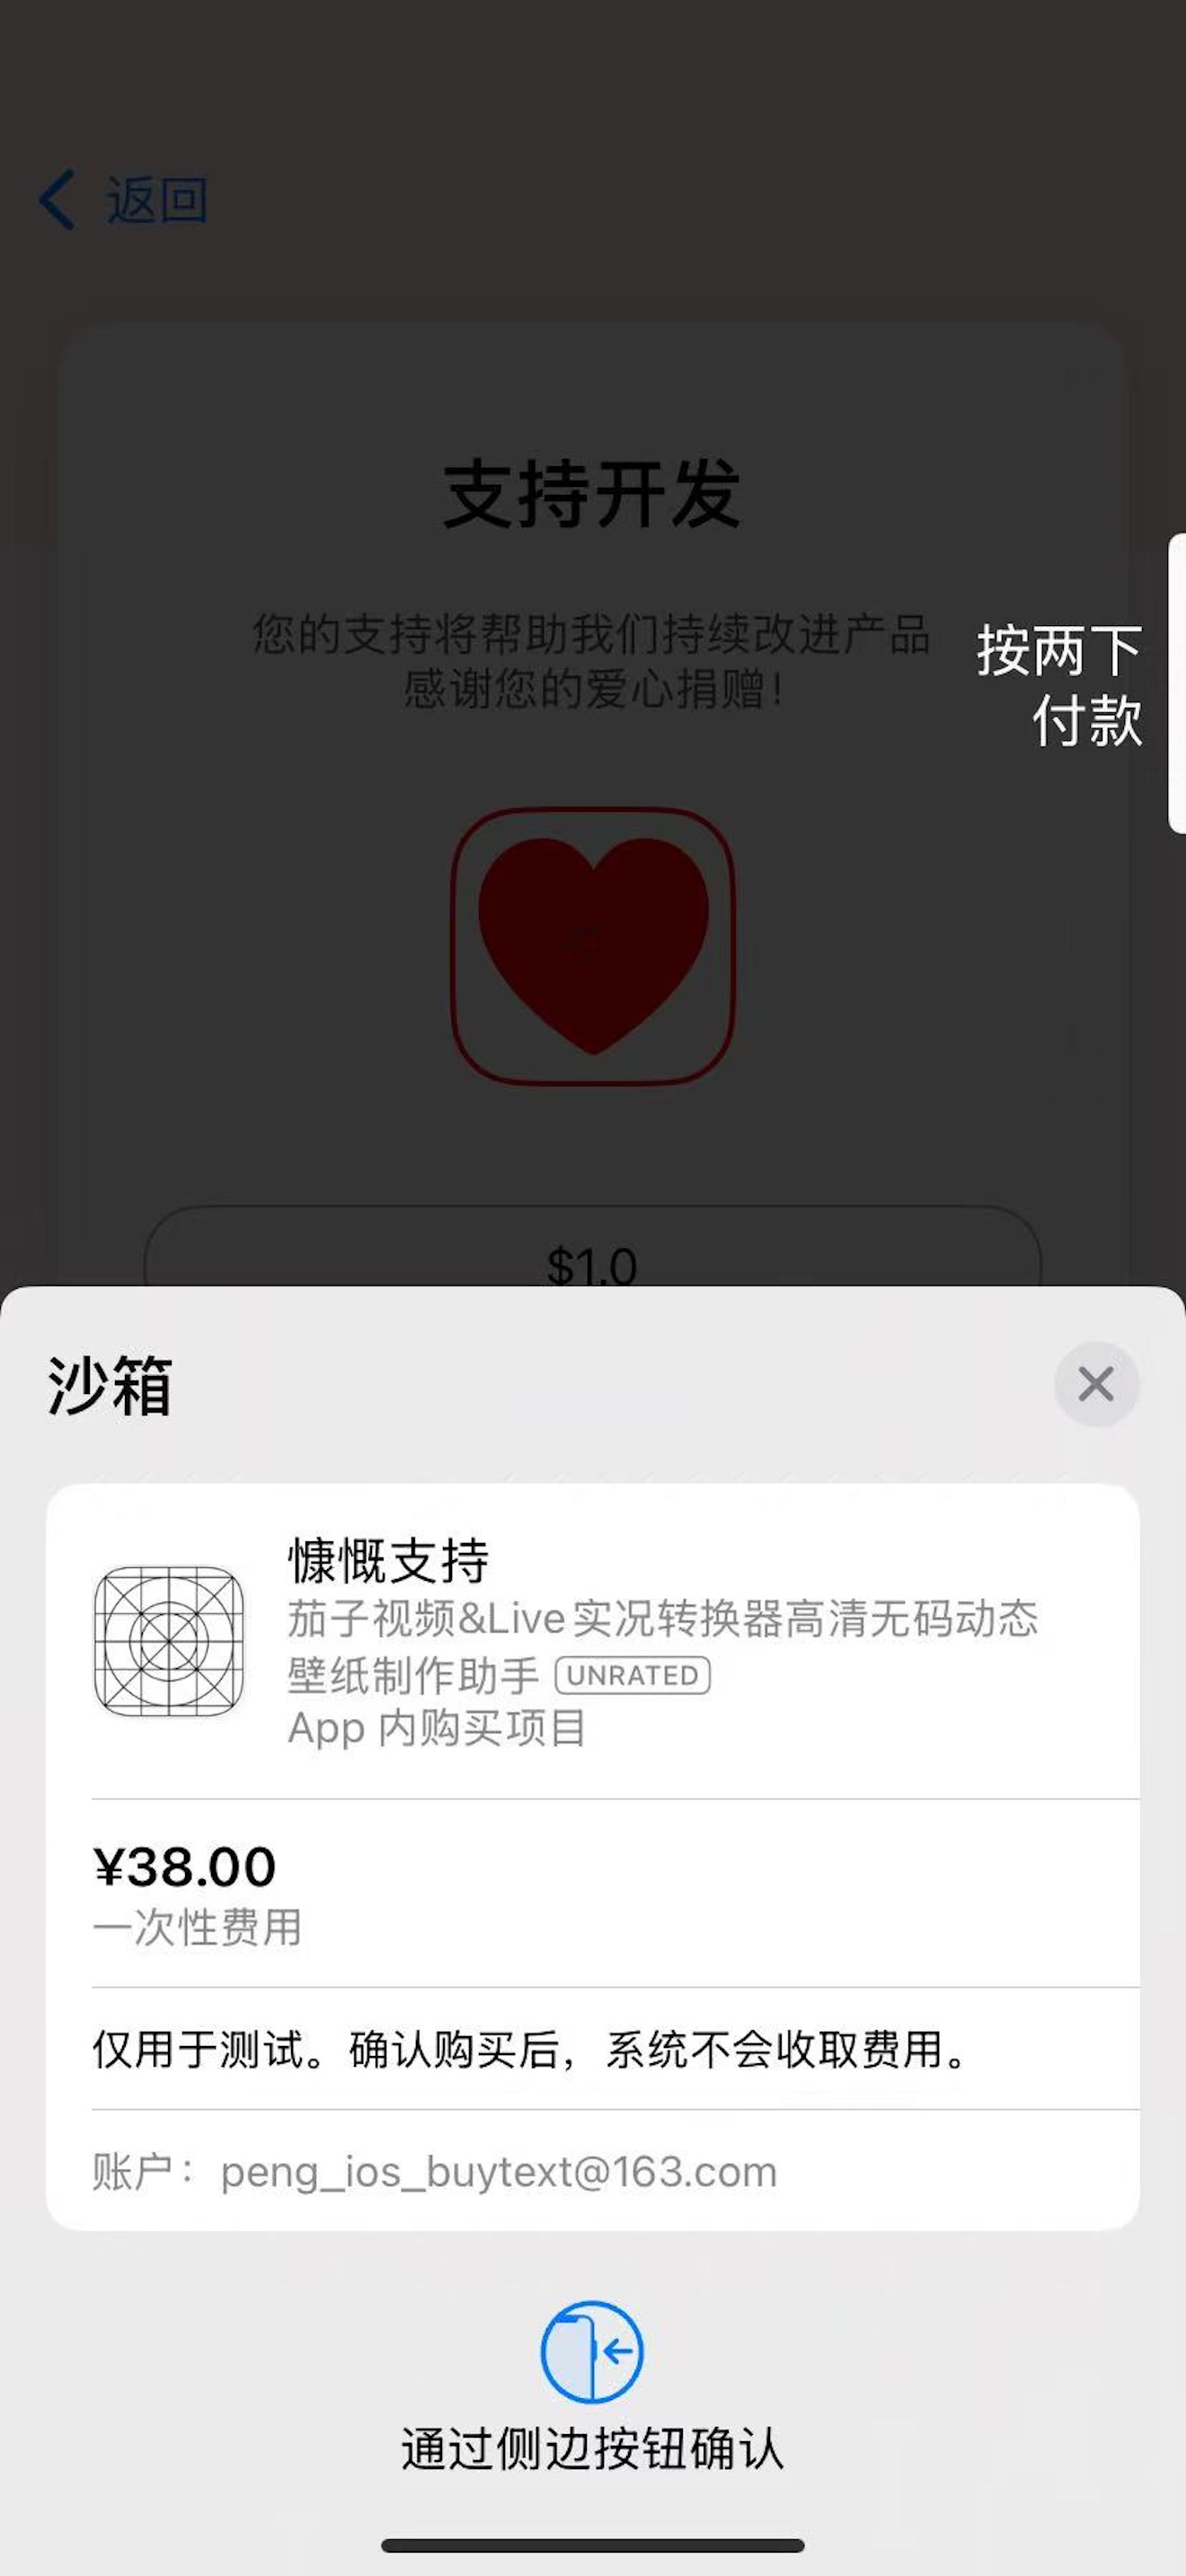 返回
支持开发
您的支持将帮助我们持续改进产品
感谢您的爱心捐赠！
按两下
付款
$1.0
沙箱
慷慨支持
茄子视频&Live实况转换器高清无码动态
壁纸制作助手 UNRATED
App 内购买项目
¥38.00
一次性费用
仅用于测试。确认购买后，系统不会收取费用。
账户：peng_ios_buytext@163.com
通过侧边按钮确认